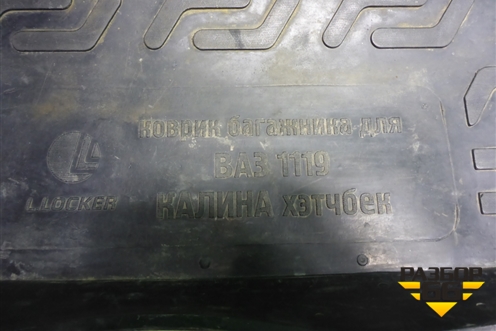 коврик багажника для
ВАЗ 1119
КАЛИНА хэтчбек
L.LOCKER
РАЗБОР